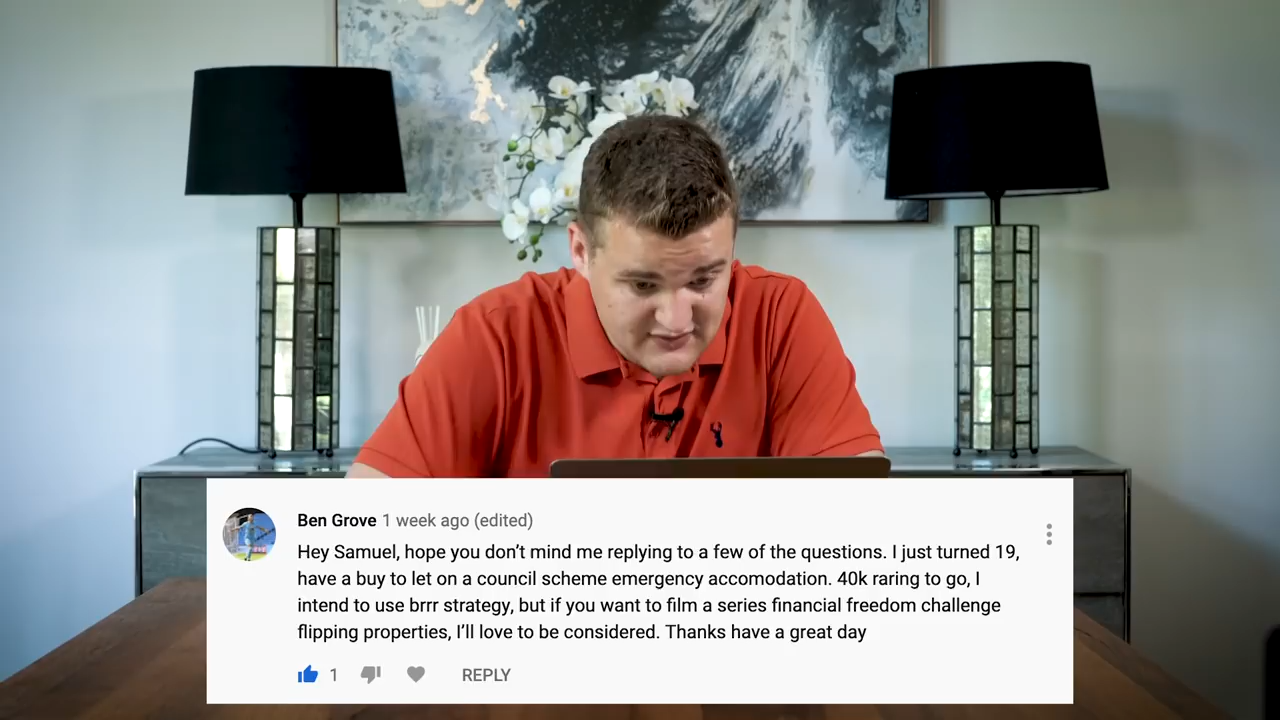 Ben Grove 1 week ago (edited)
Hey Samuel, hope you don't mind me replying to a few of the questions. I just turned 19,
have a buy to let on a council scheme emergency accomodation. 40k raring to go, I
intend to use brrr strategy, but if you want to film a series financial freedom challenge
flipping properties, I'll love to be considered. Thanks have a great day
1 REPLY